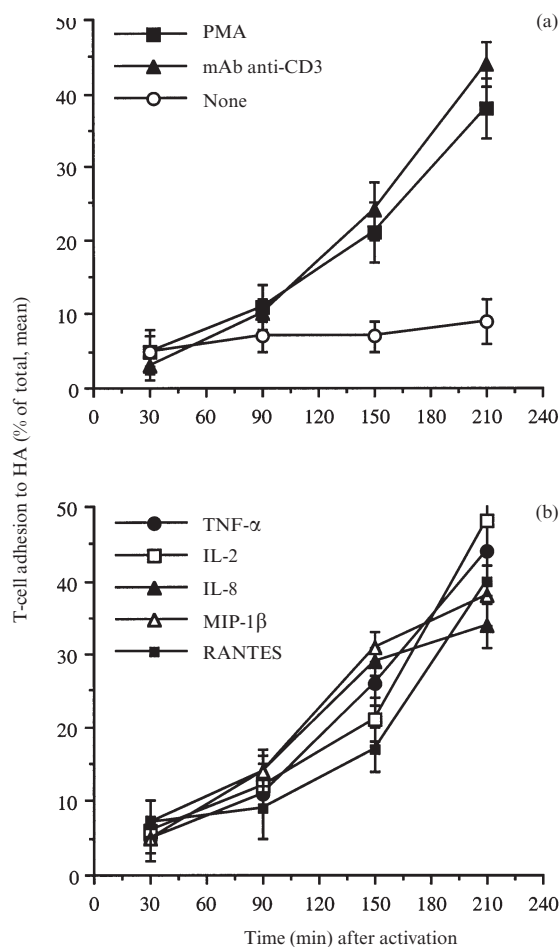 (a)
PMA
mAb anti-CD3
None
50
40
30
20
10
0
0 30 60 90 120 150 180 210 240
T-cell adhesion to HA (% of total, mean)
(b)
TNF-α
IL-2
IL-8
MIP-1β
RANTES
50
40
30
20
10
0
0 30 60 90 120 150 180 210 240
Time (min) after activation